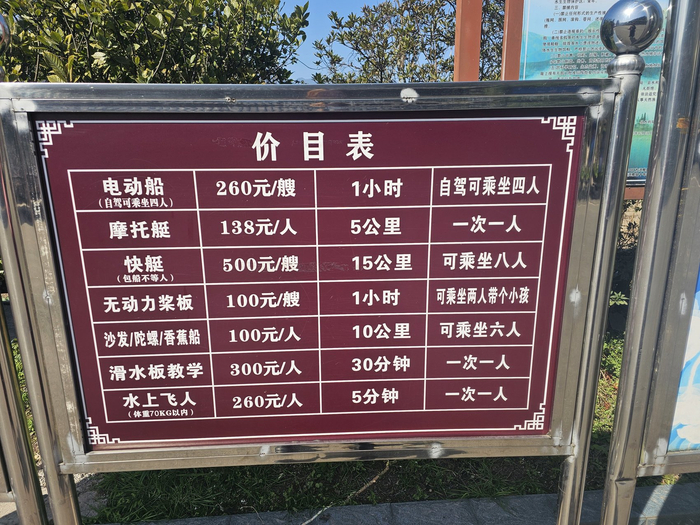 价目表
电动船 260元/艘 1小时 自驾可乘坐四人
(自驾可乘坐四人)
摩托艇 138元/人 5公里 一次一人
快艇 500元/艘 15公里 可乘坐八人
(包船不等人)
无动力桨板 100元/艘 1小时 可乘坐两人带个小孩
沙发/陀螺/香蕉船 100元/人 10公里 可乘坐六人
滑水板教学 300元/人 30分钟 一次一人
水上飞人 260元/人 5分钟 一次一人
(体重70KG以内)